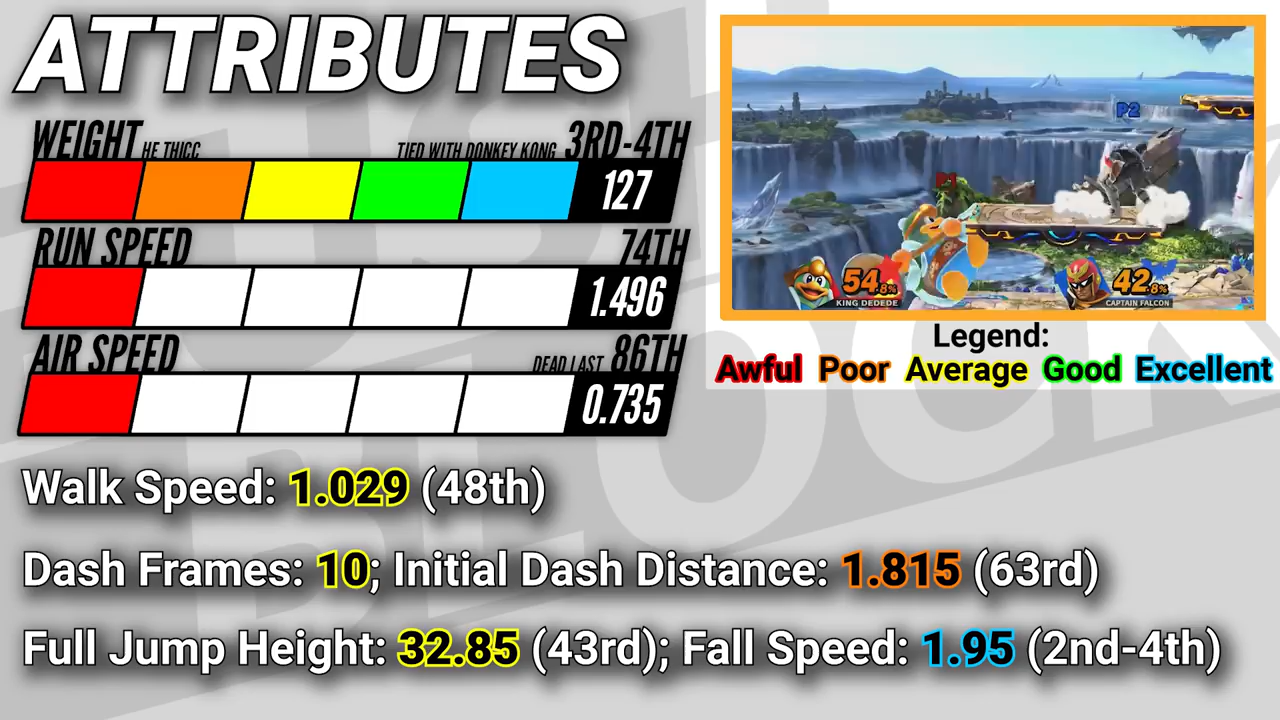 ATTRIBUTES
WEIGHT HE THICC TIED WITH DONKEY KONG 3RD-4TH
127
RUN SPEED 74TH
1.496
AIR SPEED DEAD LAST 86TH
0.735
P2
P1
54.8%
KING DEDEDE
42.8%
CAPTAIN FALCON
Legend:
Awful Poor Average Good Excellent
Walk Speed: 1.029 (48th)
Dash Frames: 10; Initial Dash Distance: 1.815 (63rd)
Full Jump Height: 32.85 (43rd); Fall Speed: 1.95 (2nd-4th)